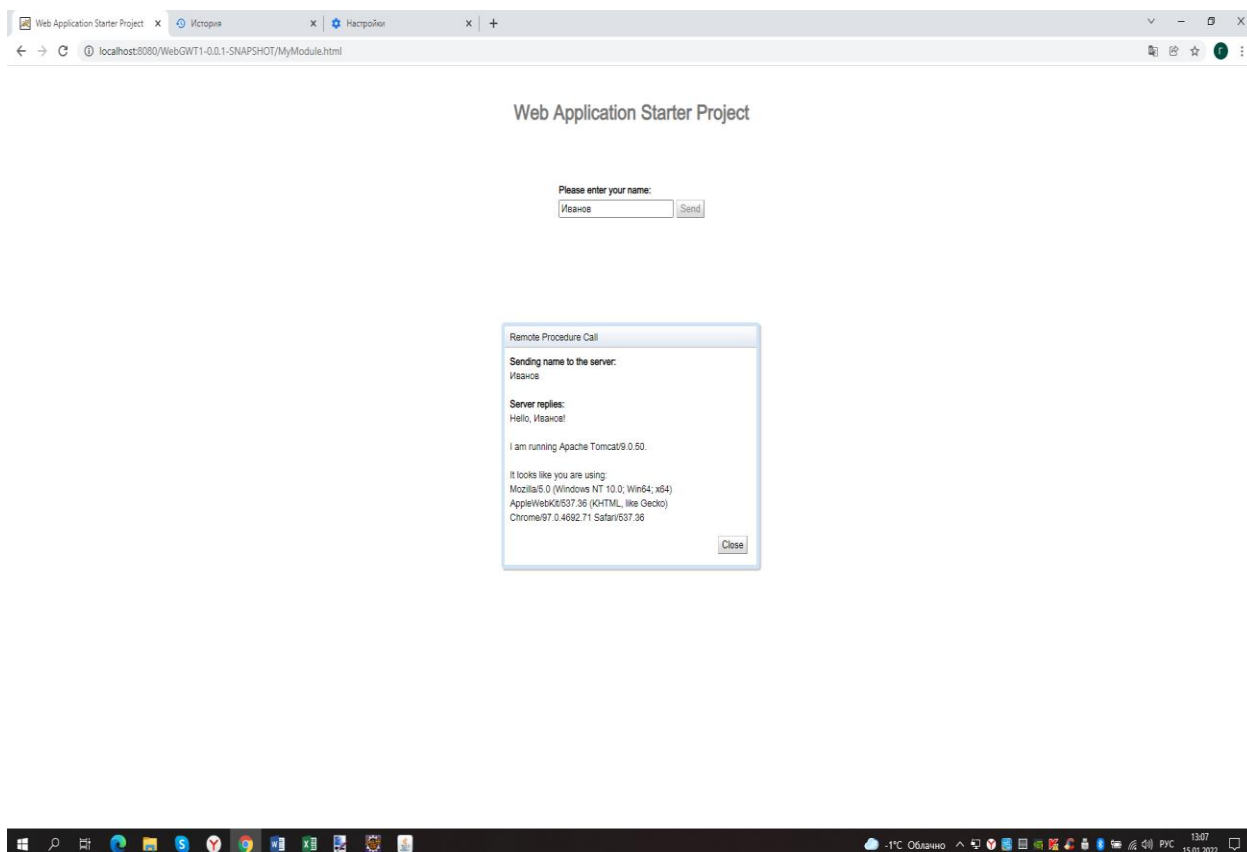 Web Application Starter Project
История
Настройки
localhost:8080/WebGWT1-0.0.1-SNAPSHOT/MyModule.html
Г
Web Application Starter Project
Please enter your name:
Иванов
Send
Remote Procedure Call
Sending name to the server:
Иванов
Server replies:
Hello, Иванов!
I am running Apache Tomcat/9.0.50.
It looks like you are using:
Mozilla/5.0 (Windows NT 10.0; Win64; x64)
AppleWebKit/537.36 (KHTML, like Gecko)
Chrome/97.0.4692.71 Safari/537.36
Close
-1°C Облачно
РУС
13:07
15.01.2022